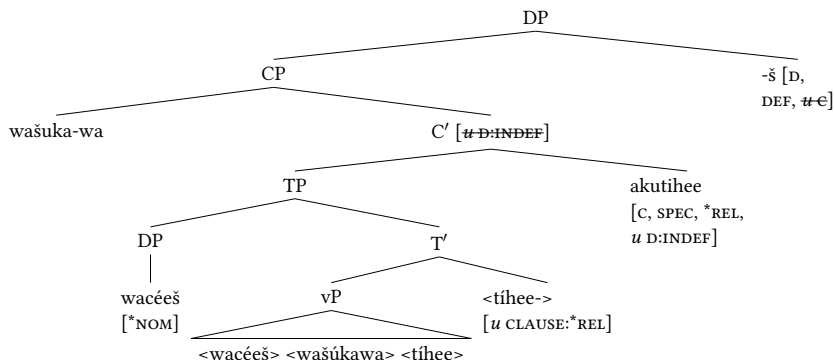 DP
CP
-š [D,
DEF, u C]
wašuka-wa
C′ [u D:INDEF]
TP
akutihee
[C, SPEC, *REL,
u D:INDEF]
DP
T′
wacéeš
[*NOM]
vP
<tíhee->
[u CLAUSE:*REL]
<wacéeš> <wašúkawa> <tíhee>